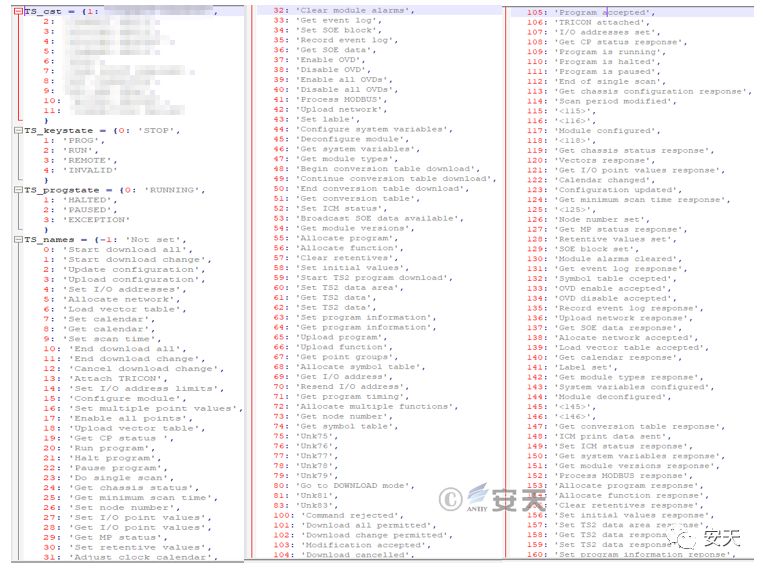 TS_cst = {1:
2:
3:
4:
5:
6:
7:
8:
9:
10:
11:
}
TS_keystate = {0: 'STOP',
1: 'PROG',
2: 'RUN',
3: 'REMOTE',
4: 'INVALID'
}
TS_progstate = {0: 'RUNNING',
1: 'HALTED',
2: 'PAUSED',
3: 'EXCEPTION'
}
TS_names = {-1: 'Not set',
0: 'Start download all',
1: 'Start download change',
2: 'Update configuration',
3: 'Upload configuration',
4: 'Set I/O addresses',
5: 'Allocate network',
6: 'Load vector table',
7: 'Set calendar',
8: 'Get calendar',
9: 'Set scan time',
10: 'End download all',
11: 'End download change',
12: 'Cancel download change',
13: 'Attach TRICON',
14: 'Set I/O address limits',
15: 'Configure module',
16: 'Set multiple point values',
17: 'Enable all points',
18: 'Upload vector table',
19: 'Get CP status ',
20: 'Run program',
21: 'Halt program',
22: 'Pause program',
23: 'Do single scan',
24: 'Get chassis status',
25: 'Get minimum scan time',
26: 'Set node number',
27: 'Set I/O point values',
28: 'Get I/O point values',
29: 'Get MP status',
30: 'Set retentive values',
31: 'Adjust clock calendar',
32: 'Clear module alarms',
33: 'Get event log',
34: 'Set SOE block',
35: 'Record event log',
36: 'Get SOE data',
37: 'Enable OVD',
38: 'Disable OVD',
39: 'Enable all OVDs',
40: 'Disable all OVDs',
41: 'Process MODBUS',
42: 'Upload network',
43: 'Set lable',
44: 'Configure system variables',
45: 'Deconfigure module',
46: 'Get system variables',
47: 'Get module types',
48: 'Begin conversion table download',
49: 'Continue conversion table download',
50: 'End conversion table download',
51: 'Get conversion table',
52: 'Set ICM status',
53: 'Broadcast SOE data available',
54: 'Get module versions',
55: 'Allocate program',
56: 'Allocate function',
57: 'Clear retentives',
58: 'Set initial values',
59: 'Start TS2 program download',
60: 'Set TS2 data area',
61: 'Get TS2 data',
62: 'Set TS2 data',
63: 'Set program information',
64: 'Get program information',
65: 'Upload program',
66: 'Upload function',
67: 'Get point groups',
68: 'Allocate symbol table',
69: 'Get I/O address',
70: 'Resend I/O address',
71: 'Get program timing',
72: 'Allocate multiple functions',
73: 'Get node number',
74: 'Get symbol table',
75: 'Unk75',
76: 'Unk76',
77: 'Unk77',
78: 'Unk78',
79: 'Unk79',
80: 'Go to DOWNLOAD mode',
81: 'Unk81',
83: 'Unk83',
100: 'Command rejected',
101: 'Download all permitted',
102: 'Download change permitted',
103: 'Modification accepted',
104: 'Download cancelled',
105: 'Program accepted',
106: 'TRICON attached',
107: 'I/O addresses set',
108: 'Get CP status response',
109: 'Program is running',
110: 'Program is halted',
111: 'Program is paused',
112: 'End of single scan',
113: 'Get chassis configuration response',
114: 'Scan period modified',
115: '<115>',
116: '<116>',
117: 'Module configured',
118: '<118>',
119: 'Get chassis status response',
120: 'Vectors response',
121: 'Get I/O point values response',
122: 'Calendar changed',
123: 'Configuration updated',
124: 'Get minimum scan time response',
125: '<125>',
126: 'Node number set',
127: 'Get MP status response',
128: 'Retentive values set',
129: 'SOE block set',
130: 'Module alarms cleared',
131: 'Get event log response',
132: 'Symbol table ccepted',
133: 'OVD enable accepted',
134: 'OVD disable accepted',
135: 'Record event log response',
136: 'Upload network response',
137: 'Get SOE data response',
138: 'Alocate network accepted',
139: 'Load vector table accepted',
140: 'Get calendar response',
141: 'Label set',
142: 'Get module types response',
143: 'System variables configured',
144: 'Module deconfigured',
145: '<145>',
146: '<146>',
147: 'Get conversion table response',
148: 'ICM print data sent',
149: 'Set ICM status response',
150: 'Get system variables response',
151: 'Get module versions response',
152: 'Process MODBUS response',
153: 'Allocate program response',
154: 'Allocate function response',
155: 'Clear retentives response',
156: 'Set initial values response',
157: 'Set TS2 data area response',
158: 'Get TS2 data response',
159: 'Set TS2 data response',
160: 'Set program information reponse',
© ANTIY 安天
安天